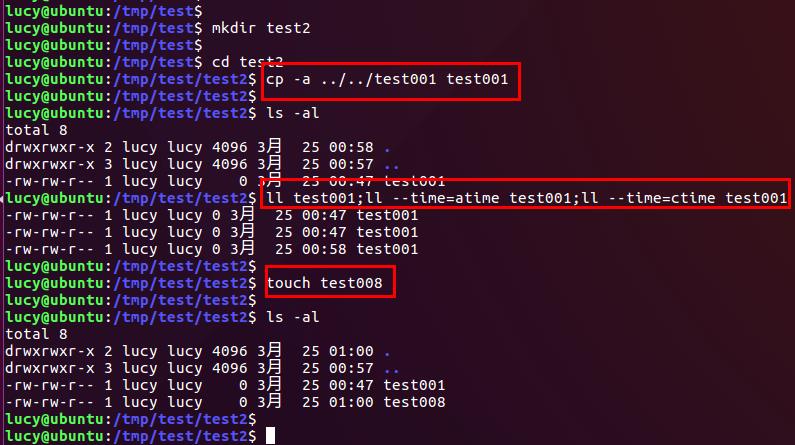 lucy@ubuntu:/tmp/test$
lucy@ubuntu:/tmp/test$ mkdir test2
lucy@ubuntu:/tmp/test$
lucy@ubuntu:/tmp/test$ cd test2
lucy@ubuntu:/tmp/test/test2$ cp -a ../../test001 test001
lucy@ubuntu:/tmp/test/test2$
lucy@ubuntu:/tmp/test/test2$ ls -al
total 8
drwxrwxr-x 2 lucy lucy 4096 3月  25 00:58 .
drwxrwxr-x 3 lucy lucy 4096 3月  25 00:57 ..
-rw-rw-r-- 1 lucy lucy    0 3月  25 00:47 test001
lucy@ubuntu:/tmp/test/test2$ ll test001;ll --time=atime test001;ll --time=ctime test001
-rw-rw-r-- 1 lucy lucy 0 3月  25 00:47 test001
-rw-rw-r-- 1 lucy lucy 0 3月  25 00:47 test001
-rw-rw-r-- 1 lucy lucy 0 3月  25 00:58 test001
lucy@ubuntu:/tmp/test/test2$
lucy@ubuntu:/tmp/test/test2$ touch test008
lucy@ubuntu:/tmp/test/test2$
lucy@ubuntu:/tmp/test/test2$ ls -al
total 8
drwxrwxr-x 2 lucy lucy 4096 3月  25 01:00 .
drwxrwxr-x 3 lucy lucy 4096 3月  25 00:57 ..
-rw-rw-r-- 1 lucy lucy    0 3月  25 00:47 test001
-rw-rw-r-- 1 lucy lucy    0 3月  25 01:00 test008
lucy@ubuntu:/tmp/test/test2$
lucy@ubuntu:/tmp/test/test2$